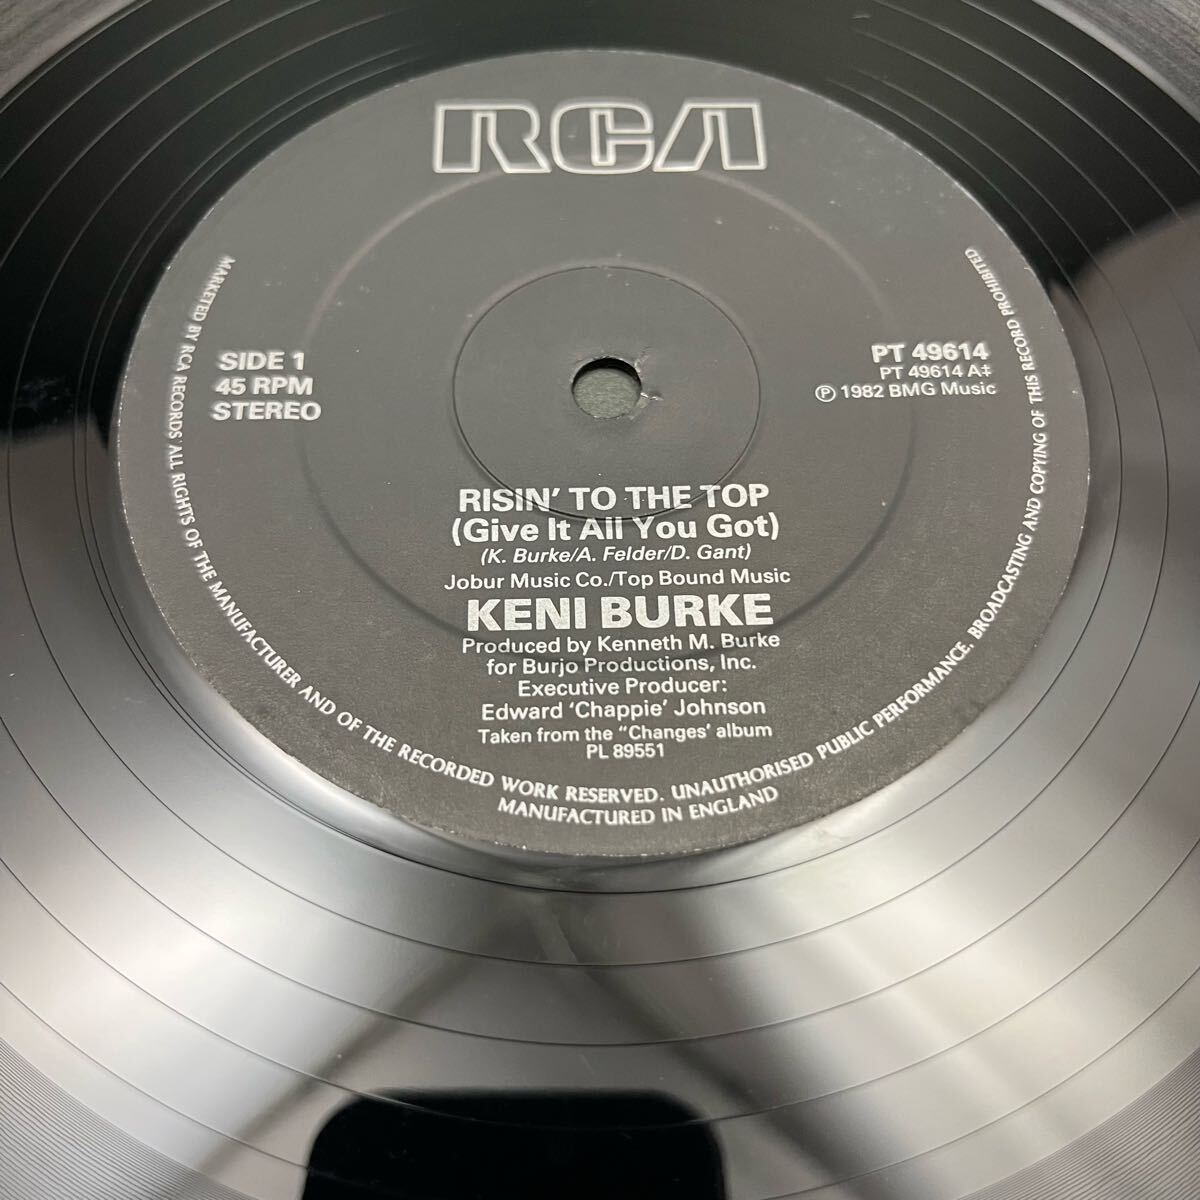 RCA
SIDE 1
45 RPM
STEREO
PT 49614
PT 49614 A‡
℗ 1982 BMG Music
RISIN' TO THE TOP
(Give It All You Got)
(K. Burke/A. Felder/D. Gant)
Jobur Music Co./Top Bound Music
KENI BURKE
Produced by Kenneth M. Burke
for Burjo Productions, Inc.
Executive Producer:
Edward 'Chappie' Johnson
Taken from the "Changes' album
PL 89551
MARKETED BY RCA RECORDS ALL RIGHTS OF THE MANUFACTURER AND OF THE RECORDED WORK RESERVED. UNAUTHORISED PUBLIC PERFORMANCE, BROADCASTING AND COPYING OF THIS RECORD PROHIBITED
MANUFACTURED IN ENGLAND